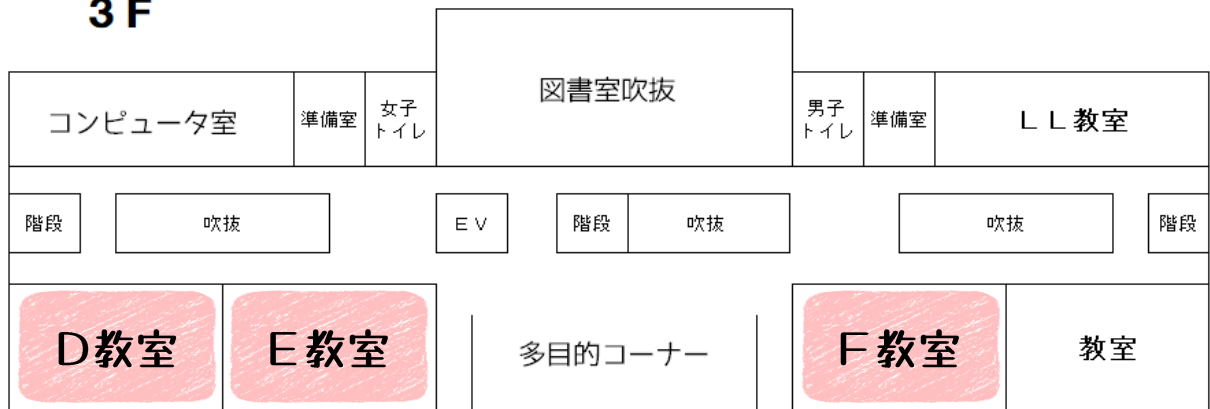 ３Ｆ
図書室吹抜
コンピュータ室
準備室
女子
トイレ
男子
トイレ
準備室
ＬＬ教室
階段
吹抜
ＥＶ
階段
吹抜
吹抜
階段
D教室
E教室
多目的コーナー
F教室
教室